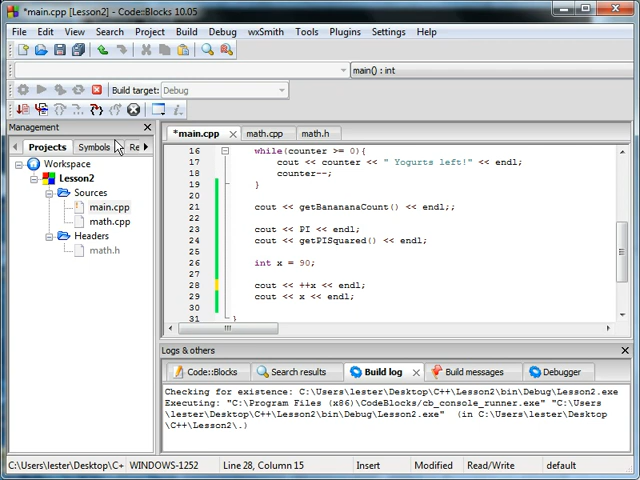 *main.cpp [Lesson2] - Code::Blocks 10.05
File Edit View Search Project Build Debug wxSmith Tools Plugins Settings Help
main() : int
Build target: Debug
Management
Projects Symbols Re
*main.cpp math.cpp math.h
Workspace
Lesson2
Sources
main.cpp
math.cpp
Headers
math.h
16 while(counter >= 0){
17 cout << counter << " Yogurts left!" << endl;
18 counter--;
19 }
20
21 cout << getBanananaCount() << endl;;
22
23 cout << PI << endl;
24 cout << getPISquared() << endl;
25
26 int x = 90;
27
28 cout << ++x << endl;
29 cout << x << endl;
30
31 }
Logs & others
Code::Blocks Search results Build log Build messages Debugger
Checking for existence: C:\Users\lester\Desktop\C++\Lesson2\bin\Debug\Lesson2.exe
Executing: "C:\Program Files (x86)\CodeBlocks/cb_console_runner.exe" "C:\Users
\lester\Desktop\C++\Lesson2\bin\Debug\Lesson2.exe" (in C:\Users\lester\Desktop
\C++\Lesson2\.)
C:\Users\lester\Desktop\C+ WINDOWS-1252 Line 28, Column 15 Insert Modified Read/Write default